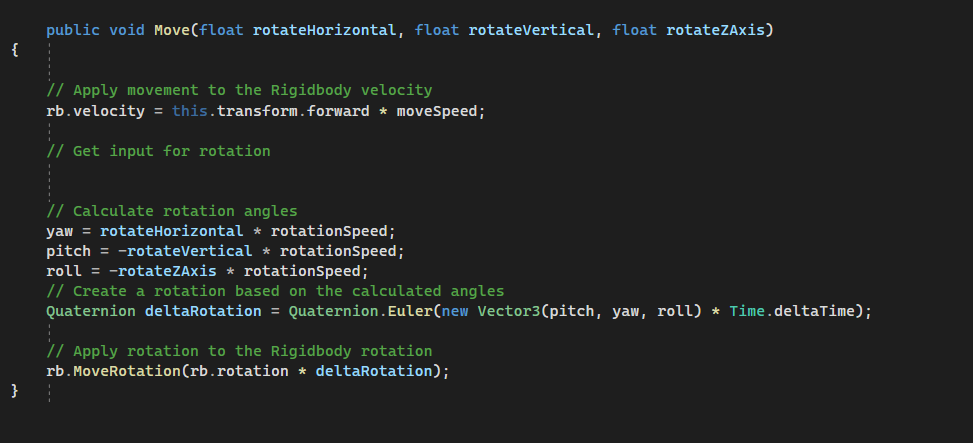 public void Move(float rotateHorizontal, float rotateVertical, float rotateZAxis)
{
// Apply movement to the Rigidbody velocity
rb.velocity = this.transform.forward * moveSpeed;
// Get input for rotation
// Calculate rotation angles
yaw = rotateHorizontal * rotationSpeed;
pitch = -rotateVertical * rotationSpeed;
roll = -rotateZAxis * rotationSpeed;
// Create a rotation based on the calculated angles
Quaternion deltaRotation = Quaternion.Euler(new Vector3(pitch, yaw, roll) * Time.deltaTime);
// Apply rotation to the Rigidbody rotation
rb.MoveRotation(rb.rotation * deltaRotation);
}